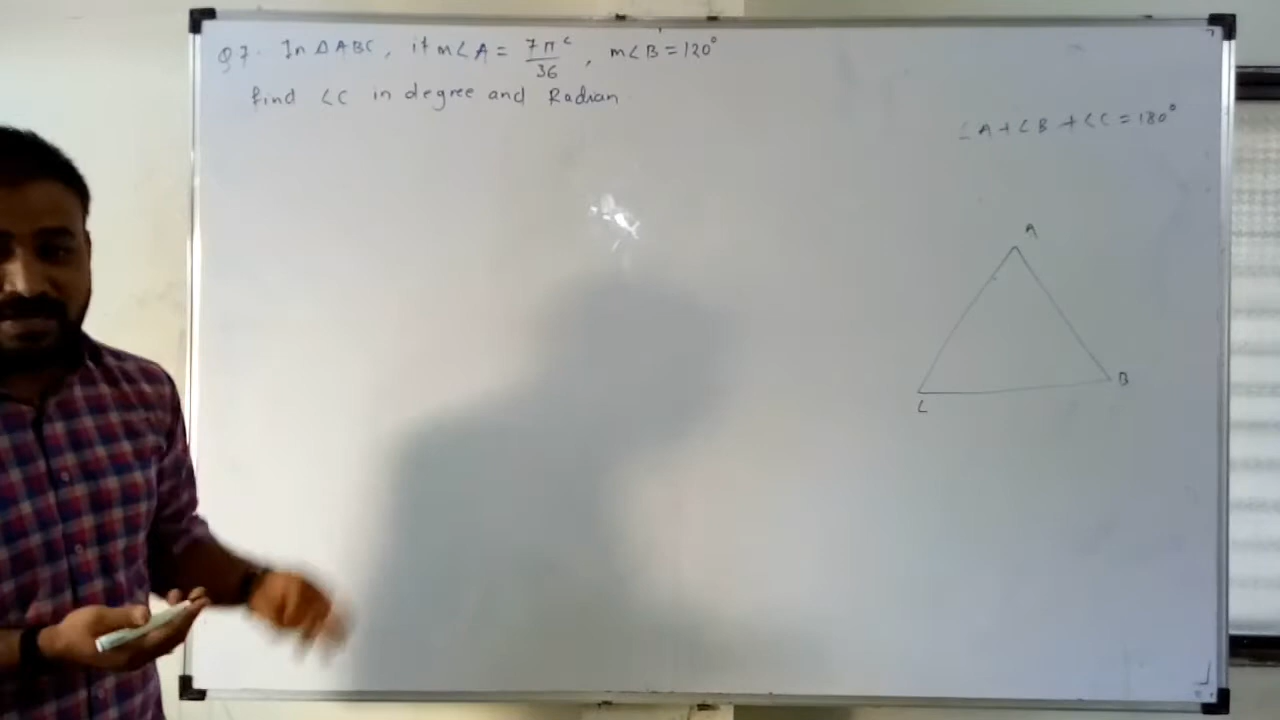 Q7. In △ABC, if m∠A = 7π^c/36, m∠B = 120°
find ∠C in degree and Radian
∠A + ∠B + ∠C = 180°
A
B
C